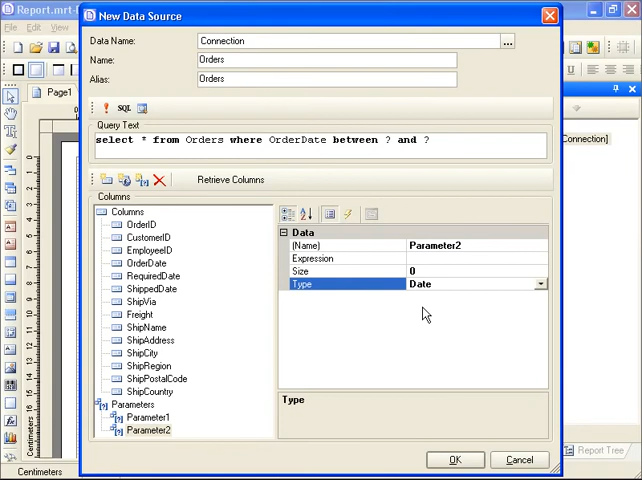 Report.mrt-
New Data Source
File Edit View
Data Name: Connection ...
Name: Orders
Alias: Orders
Page1
SQL
Query Text
select * from Orders where OrderDate between ? and ?
Connection]
Retrieve Columns
Columns
Columns
OrderID
CustomerID
EmployeeID
OrderDate
RequiredDate
ShippedDate
ShipVia
Freight
ShipName
ShipAddress
ShipCity
ShipRegion
ShipPostalCode
ShipCountry
Parameters
Parameter1
Parameter2
Data
(Name) Parameter2
Expression
Size 0
Type Date
Type
Report Tree
OK Cancel
Centimeters